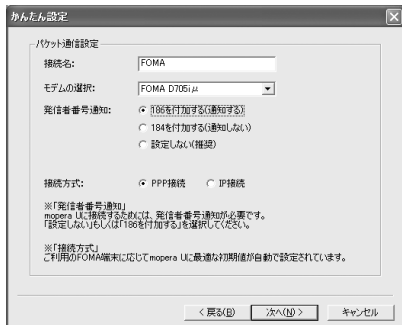 かんたん設定
パケット通信設定
接続名: FOMA
モデムの選択: FOMA D705iμ
発信者番号通知: 186を付加する(通知する)
184を付加する(通知しない)
設定しない(推奨)
接続方式: PPP接続 IP接続
※「発信者番号通知」
mopera Uに接続するためには、発信者番号通知が必要です。
「設定しない」もしくは「186を付加する」を選択してください。
※「接続方式」
ご利用のFOMA端末に応じてmopera Uに最適な初期値が自動で設定されています。
< 戻る(B) 次へ(N) > キャンセル